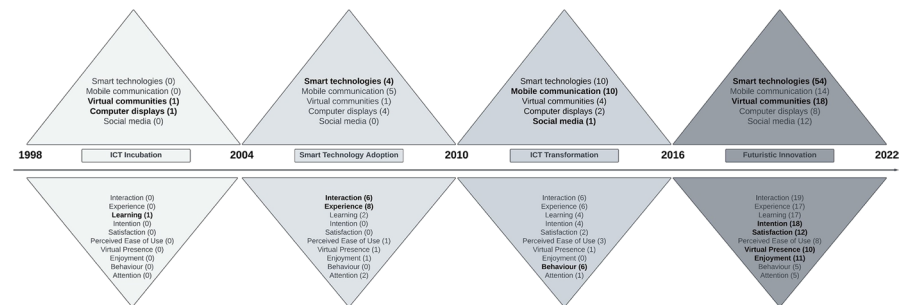 Smart technologies (0)
Mobile communication (0)
Virtual communities (1)
Computer displays (1)
Social media (0)
Smart technologies (4)
Mobile communication (5)
Virtual communities (1)
Computer displays (4)
Social media (0)
Smart technologies (10)
Mobile communication (10)
Virtual communities (4)
Computer displays (2)
Social media (1)
Smart technologies (54)
Mobile communication (14)
Virtual communities (18)
Computer displays (6)
Social media (12)
1998 ICT Incubation 2004 Smart Technology Adoption 2010 ICT Transformation 2016 Futuristic Innovation 2022
Interaction (0)
Experience (0)
Learning (1)
Intention (0)
Satisfaction (0)
Perceived Ease of Use (0)
Virtual Presence (0)
Enjoyment (0)
Behaviour (0)
Attention (0)
Interaction (6)
Experience (8)
Learning (2)
Intention (0)
Satisfaction (0)
Perceived Ease of Use (1)
Virtual Presence (1)
Enjoyment (1)
Behaviour (0)
Attention (2)
Interaction (6)
Experience (6)
Learning (4)
Intention (4)
Satisfaction (2)
Perceived Ease of Use (3)
Virtual Presence (1)
Enjoyment (0)
Behaviour (6)
Attention (1)
Interaction (19)
Experience (17)
Learning (17)
Intention (18)
Satisfaction (12)
Perceived Ease of Use (8)
Virtual Presence (10)
Enjoyment (11)
Behaviour (5)
Attention (5)